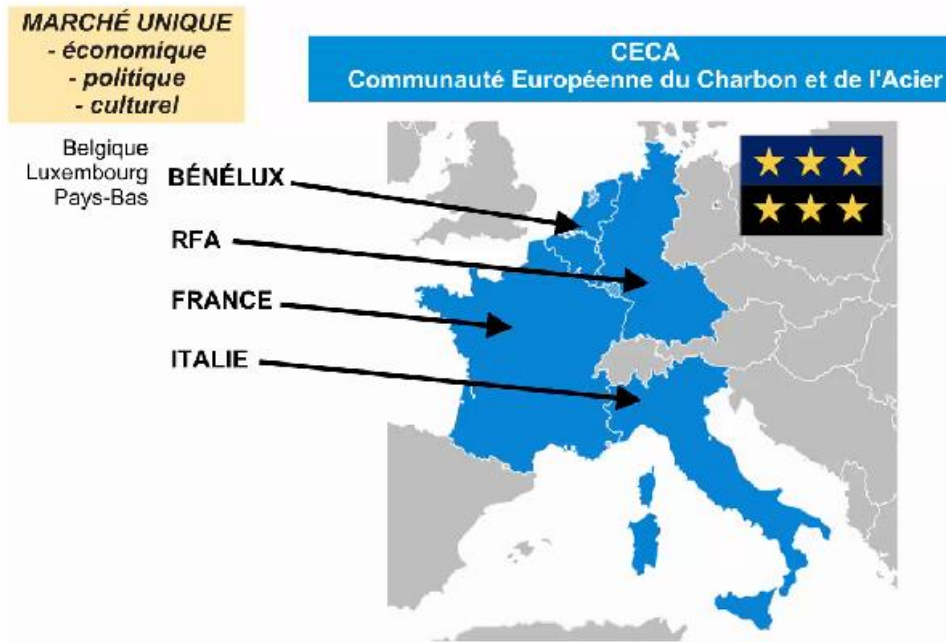 MARCHÉ UNIQUE
- économique
- politique
- culturel
CECA
Communauté Européenne du Charbon et de l'Acier
Belgique
Luxembourg
Pays-Bas
BÉNÉLUX
RFA
FRANCE
ITALIE